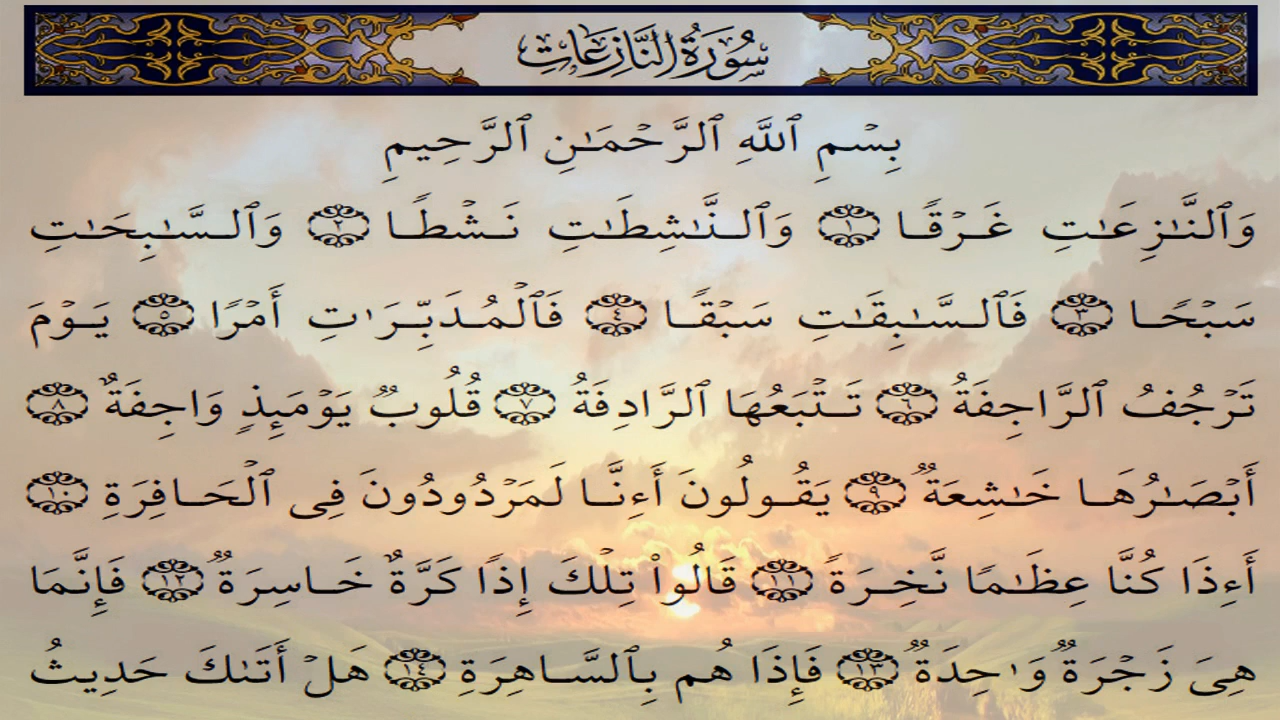 سُورَةُ النَّازِعَاتِ
بِسْمِ ٱللَّهِ ٱلرَّحْمَـٰنِ ٱلرَّحِيمِ
وَٱلنَّـٰزِعَـٰتِ غَرْقًا ١ وَٱلنَّـٰشِطَـٰتِ نَشْطًا ٢ وَٱلسَّـٰبِحَـٰتِ
سَبْحًا ٣ فَٱلسَّـٰبِقَـٰتِ سَبْقًا ٤ فَٱلْمُدَبِّرَٰتِ أَمْرًا ٥ يَوْمَ
تَرْجُفُ ٱلرَّاجِفَةُ ٦ تَتْبَعُهَا ٱلرَّادِفَةُ ٧ قُلُوبٌ يَوْمَئِذٍ وَاجِفَةٌ ٨
أَبْصَـٰرُهَا خَـٰشِعَةٌ ٩ يَقُولُونَ أَءِنَّا لَمَرْدُودُونَ فِى ٱلْحَافِرَةِ ١٠
أَءِذَا كُنَّا عِظَـٰمًا نَّخِرَةً ١١ قَالُوا۟ تِلْكَ إِذًا كَرَّةٌ خَاسِرَةٌ ١٢ فَإِنَّمَا
هِىَ زَجْرَةٌ وَٰحِدَةٌ ١٣ فَإِذَا هُم بِٱلسَّاهِرَةِ ١٤ هَلْ أَتَىٰكَ حَدِيثُ